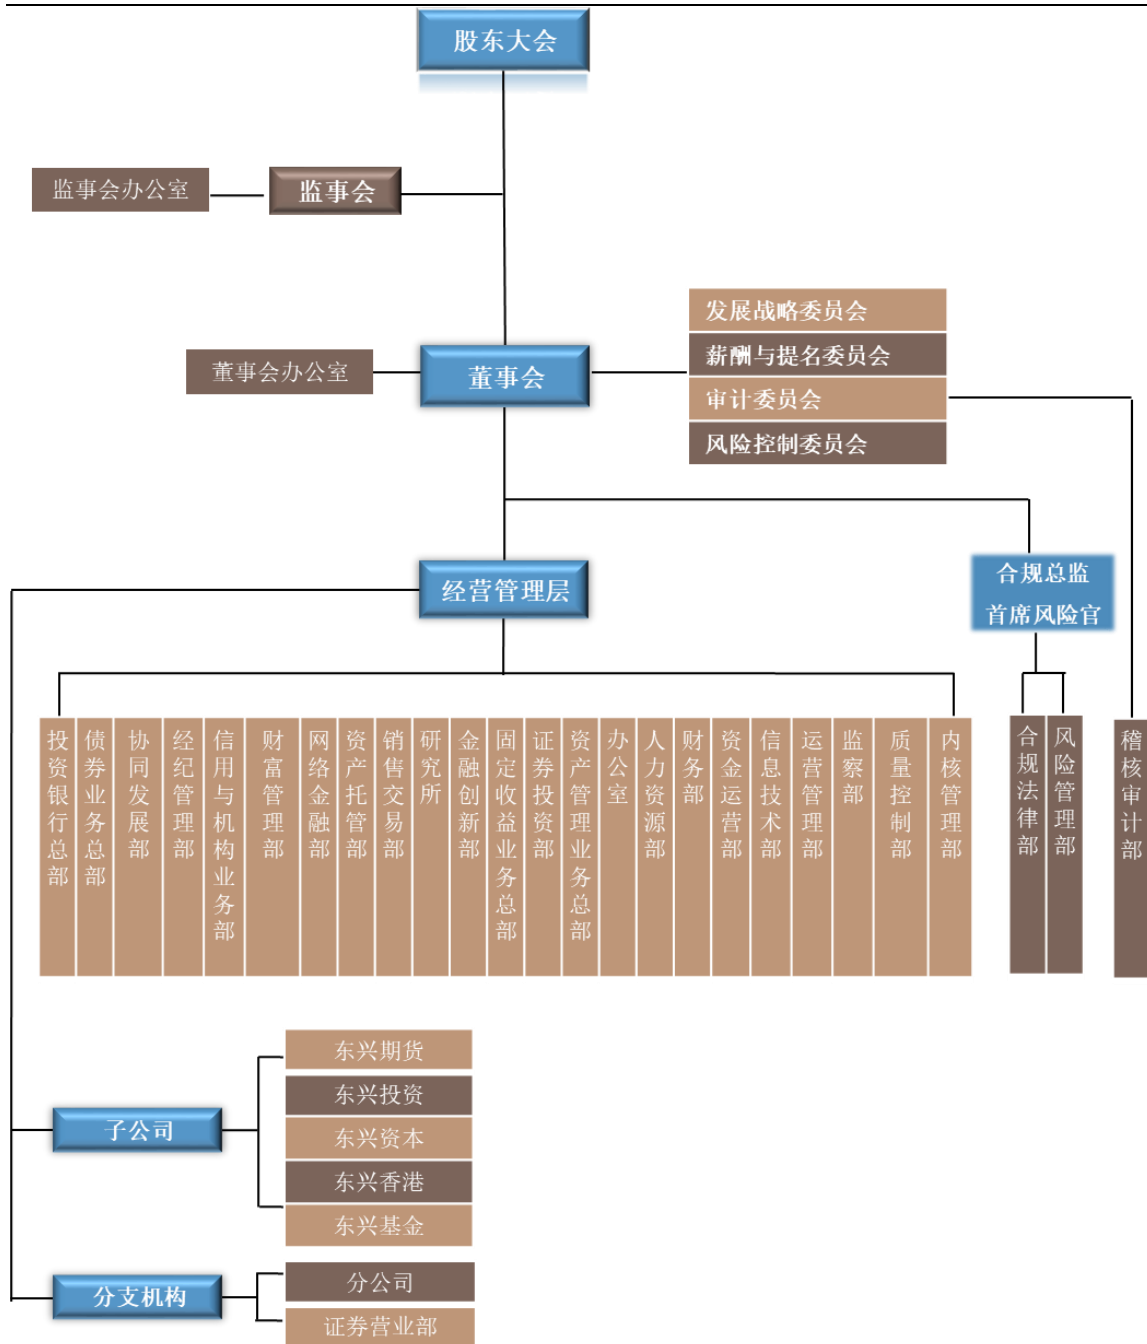 股东大会
监事会办公室
监事会
发展战略委员会
薪酬与提名委员会
审计委员会
风险控制委员会
董事会办公室
董事会
经营管理层
合规总监
首席风险官
投资银行总部
债券业务总部
协同发展部
经纪管理部
信用与机构业务部
财富管理部
网络金融部
资产托管部
销售交易部
研究所
金融创新部
固定收益业务总部
证券投资部
资产管理业务总部
办公室
人力资源部
财务部
资金运营部
信息技术部
运营管理部
监察部
质量控制部
内核管理部
合规法律部
风险管理部
稽核审计部
子公司
东兴期货
东兴投资
东兴资本
东兴香港
东兴基金
分支机构
分公司
证券营业部